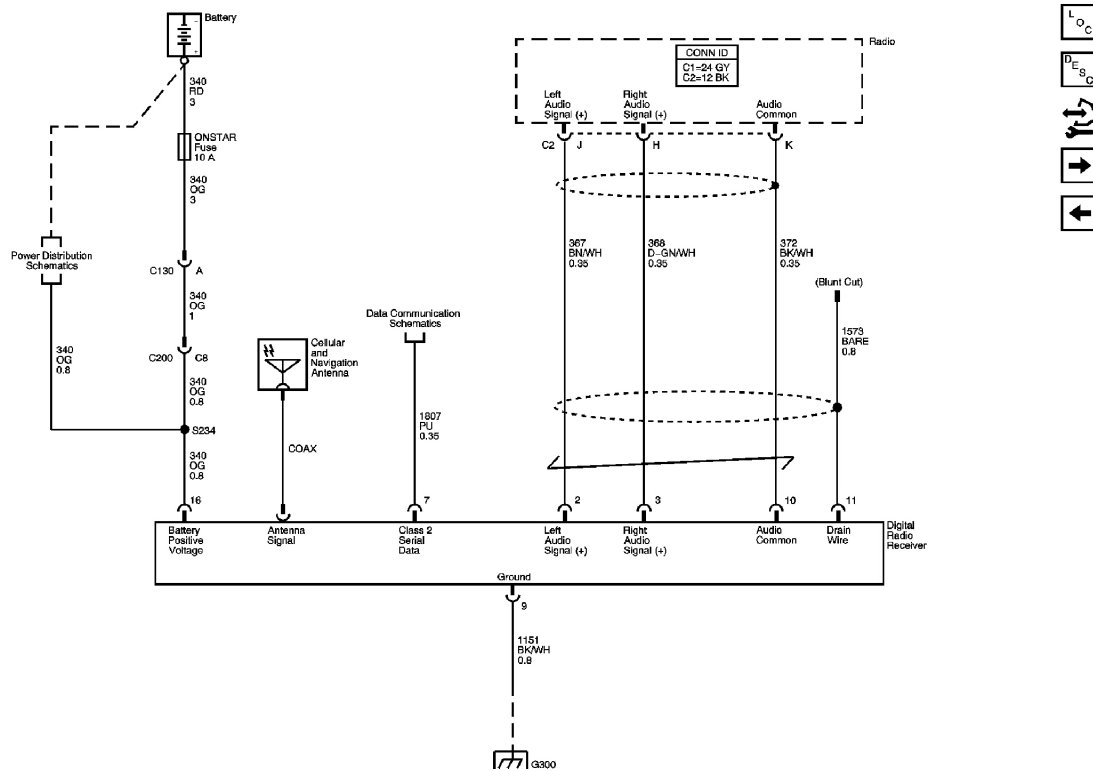 Battery
340
RD
3
ONSTAR
Fuse
10 A
340
OG
3
Power Distribution
Schematics
C130 A
340
OG
1
C200 C8
340
OG
0.8
340
OG
0.8
S234
340
OG
0.8
16
Cellular
and
Navigation
Antenna
COAX
Data Communication
Schematics
1807
PU
0.35
7
Radio
CONN ID
C1=24 GY
C2=12 BK
Left
Audio
Signal (+)
Right
Audio
Signal (+)
Audio
Common
C2 J
H
K
367
BN/WH
0.35
368
D-GN/WH
0.35
372
BK/WH
0.35
(Blunt Cut)
1573
BARE
0.8
2
3
10
11
Battery
Positive
Voltage
Antenna
Signal
Class 2
Serial
Data
Left
Audio
Signal (+)
Right
Audio
Signal (+)
Audio
Common
Drain
Wire
Digital
Radio
Receiver
Ground
9
1151
BK/WH
0.8
G300
LOC
DESC